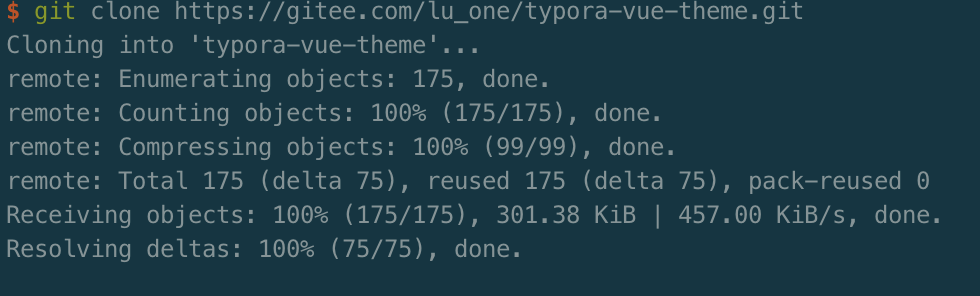 $ git clone https://gitee.com/lu_one/typora-vue-theme.git
Cloning into 'typora-vue-theme'...
remote: Enumerating objects: 175, done.
remote: Counting objects: 100% (175/175), done.
remote: Compressing objects: 100% (99/99), done.
remote: Total 175 (delta 75), reused 175 (delta 75), pack-reused 0
Receiving objects: 100% (175/175), 301.38 KiB | 457.00 KiB/s, done.
Resolving deltas: 100% (75/75), done.